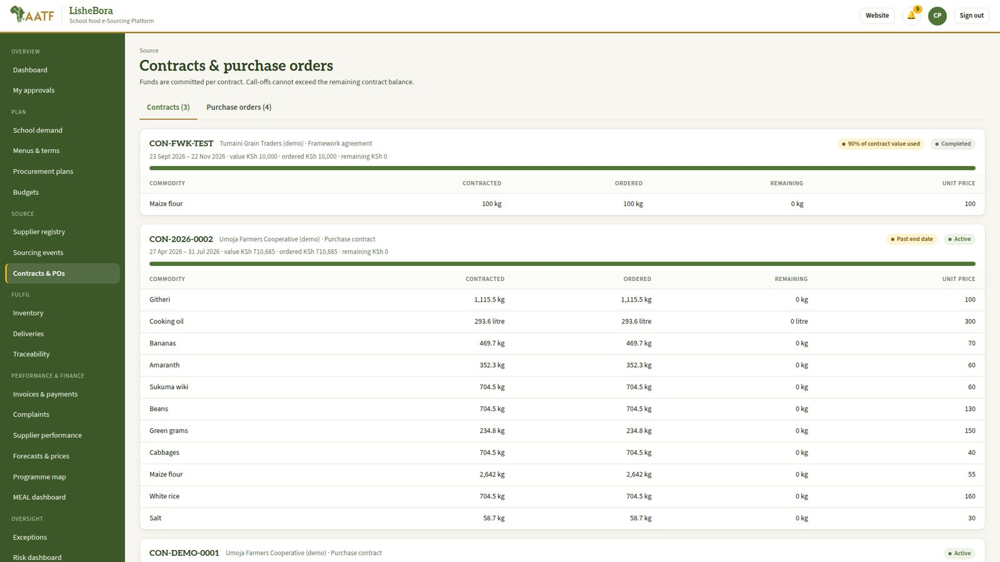 AATF
LisheBora
School food e-Sourcing Platform
Website
9
CP
Sign out
OVERVIEW
Dashboard
My approvals
PLAN
School demand
Menus & terms
Procurement plans
Budgets
SOURCE
Supplier registry
Sourcing events
Contracts & POs
FULFIL
Inventory
Deliveries
Traceability
PERFORMANCE & FINANCE
Invoices & payments
Complaints
Supplier performance
Forecasts & prices
Programme map
MEAL dashboard
OVERSIGHT
Exceptions
Risk dashboard
Source
Contracts & purchase orders
Funds are committed per contract. Call-offs cannot exceed the remaining contract balance.
Contracts (3) Purchase orders (4)
CON-FWK-TEST Tumaini Grain Traders (demo) · Framework agreement 90% of contract value used Completed
23 Sept 2026 – 22 Nov 2026 · value KSh 10,000 · ordered KSh 10,000 · remaining KSh 0
COMMODITY CONTRACTED ORDERED REMAINING UNIT PRICE
Maize flour 100 kg 100 kg 0 kg 100
CON-2026-0002 Umoja Farmers Cooperative (demo) · Purchase contract Past end date Active
27 Apr 2026 – 31 Jul 2026 · value KSh 710,685 · ordered KSh 710,685 · remaining KSh 0
COMMODITY CONTRACTED ORDERED REMAINING UNIT PRICE
Githeri 1,115.5 kg 1,115.5 kg 0 kg 100
Cooking oil 293.6 litre 293.6 litre 0 litre 300
Bananas 469.7 kg 469.7 kg 0 kg 70
Amaranth 352.3 kg 352.3 kg 0 kg 60
Sukuma wiki 704.5 kg 704.5 kg 0 kg 60
Beans 704.5 kg 704.5 kg 0 kg 130
Green grams 234.8 kg 234.8 kg 0 kg 150
Cabbages 704.5 kg 704.5 kg 0 kg 40
Maize flour 2,642 kg 2,642 kg 0 kg 55
White rice 704.5 kg 704.5 kg 0 kg 160
Salt 58.7 kg 58.7 kg 0 kg 30
CON-DEMO-0001 Umoja Farmers Cooperative (demo) · Purchase contract Active